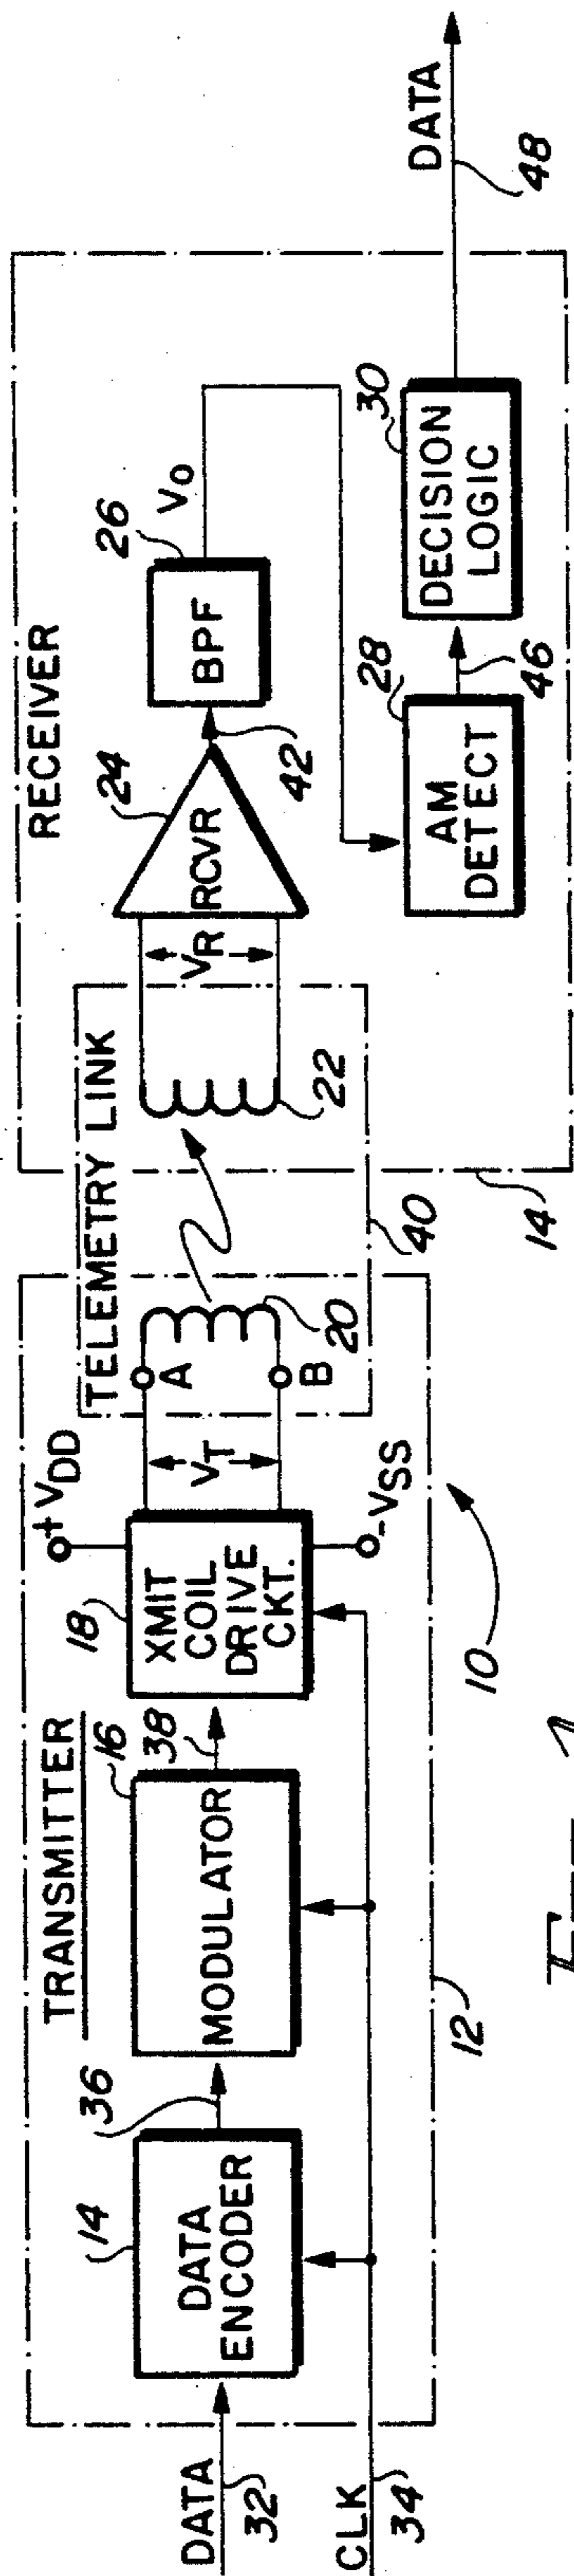 TRANSMITTER
TELEMETRY LINK
RECEIVER
DATA
32
CLK
34
14
DATA
ENCODER
36
16
MODULATOR
38
18
XMIT
COIL
DRIVE
CKT.
+VDD
-VSS
VT
A
B
20
22
40
VR
24
RCVR
42
26
BPF
Vo
28
AM
DETECT
46
30
DECISION
LOGIC
DATA
48
10
12
14